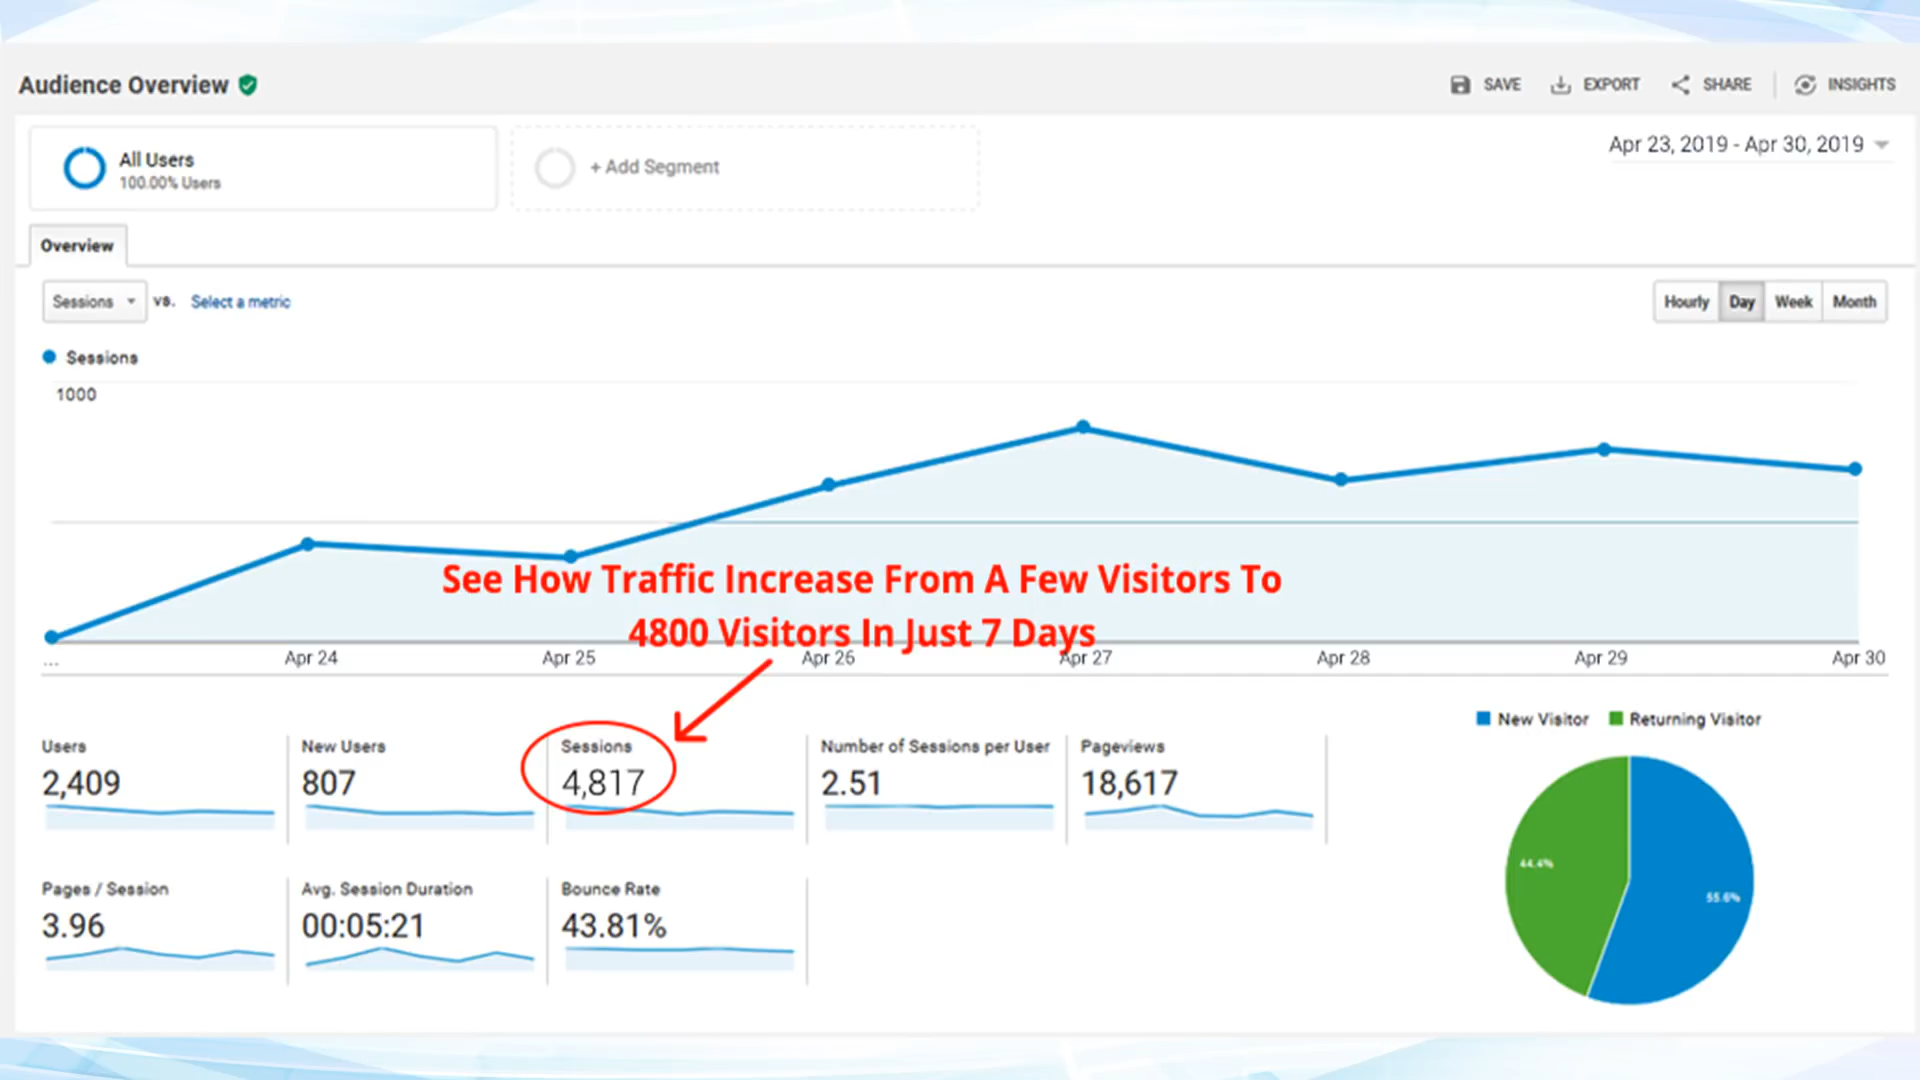 Audience Overview
SAVE
EXPORT
SHARE
INSIGHTS
All Users
100.00% Users
+ Add Segment
Apr 23, 2019 - Apr 30, 2019
Overview
Sessions
vs.
Select a metric
Hourly
Day
Week
Month
Sessions
1000
See How Traffic Increase From A Few Visitors To
4800 Visitors In Just 7 Days
...
Apr 24
Apr 25
Apr 26
Apr 27
Apr 28
Apr 29
Apr 30
Users
2,409
New Users
807
Sessions
4,817
Number of Sessions per User
2.51
Pageviews
18,617
New Visitor
Returning Visitor
44.4%
55.6%
Pages / Session
3.96
Avg. Session Duration
00:05:21
Bounce Rate
43.81%